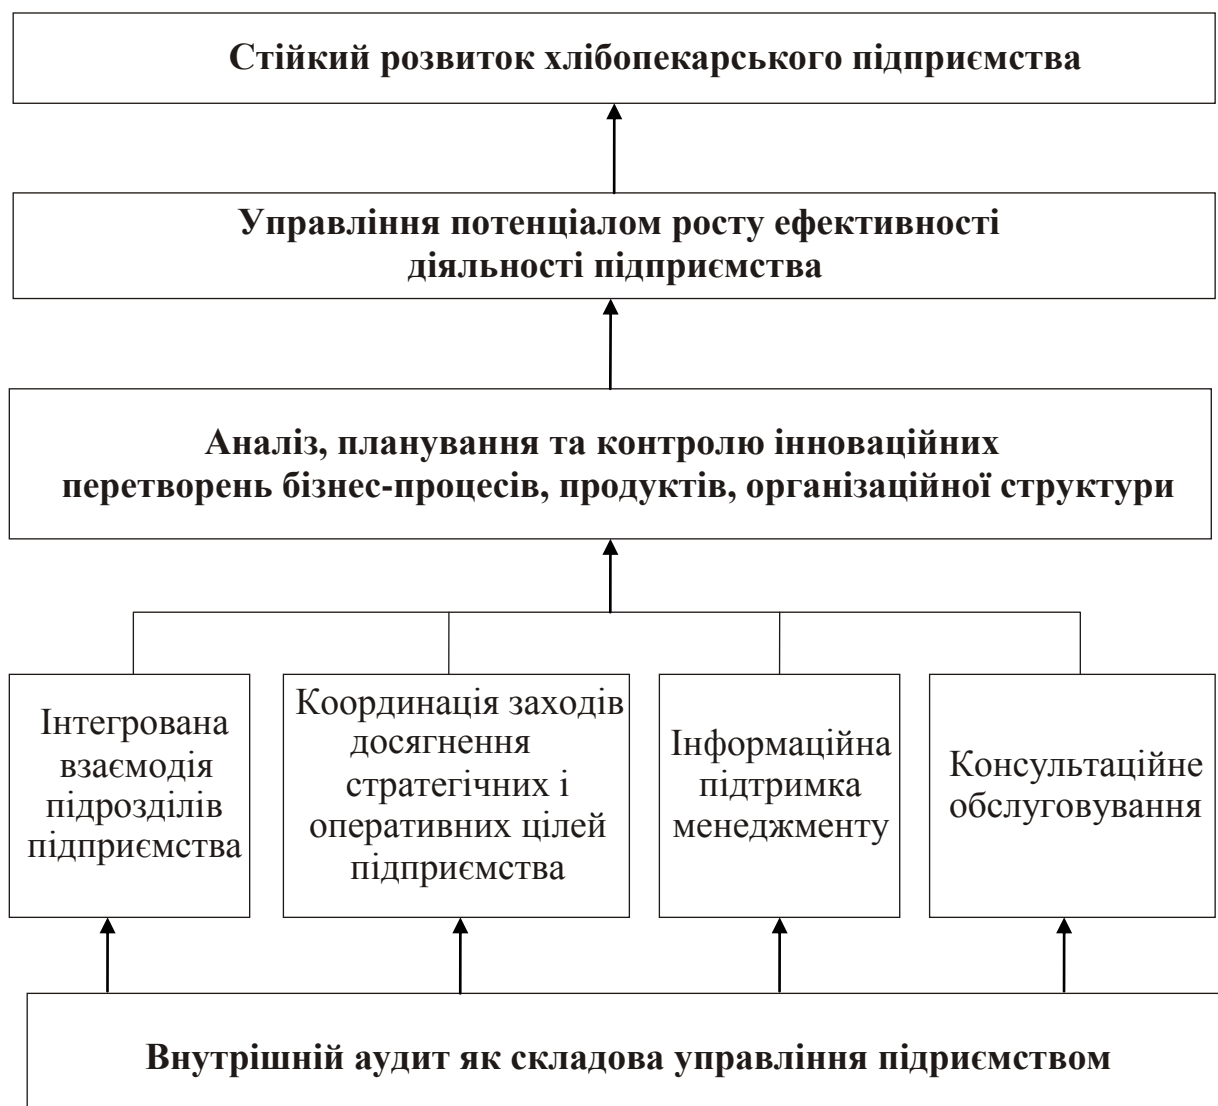 Стійкий розвиток хлібопекарського підприємства
Управління потенціалом росту ефективності
діяльності підприємства
Аналіз, планування та контролю інноваційних
перетворень бізнес-процесів, продуктів, організаційної структури
Інтегрована
взаємодія
підрозділів
підприємства
Координація заходів
досягнення
стратегічних і
оперативних цілей
підприємства
Інформаційна
підтримка
менеджменту
Консультаційне
обслуговування
Внутрішній аудит як складова управління підриємством